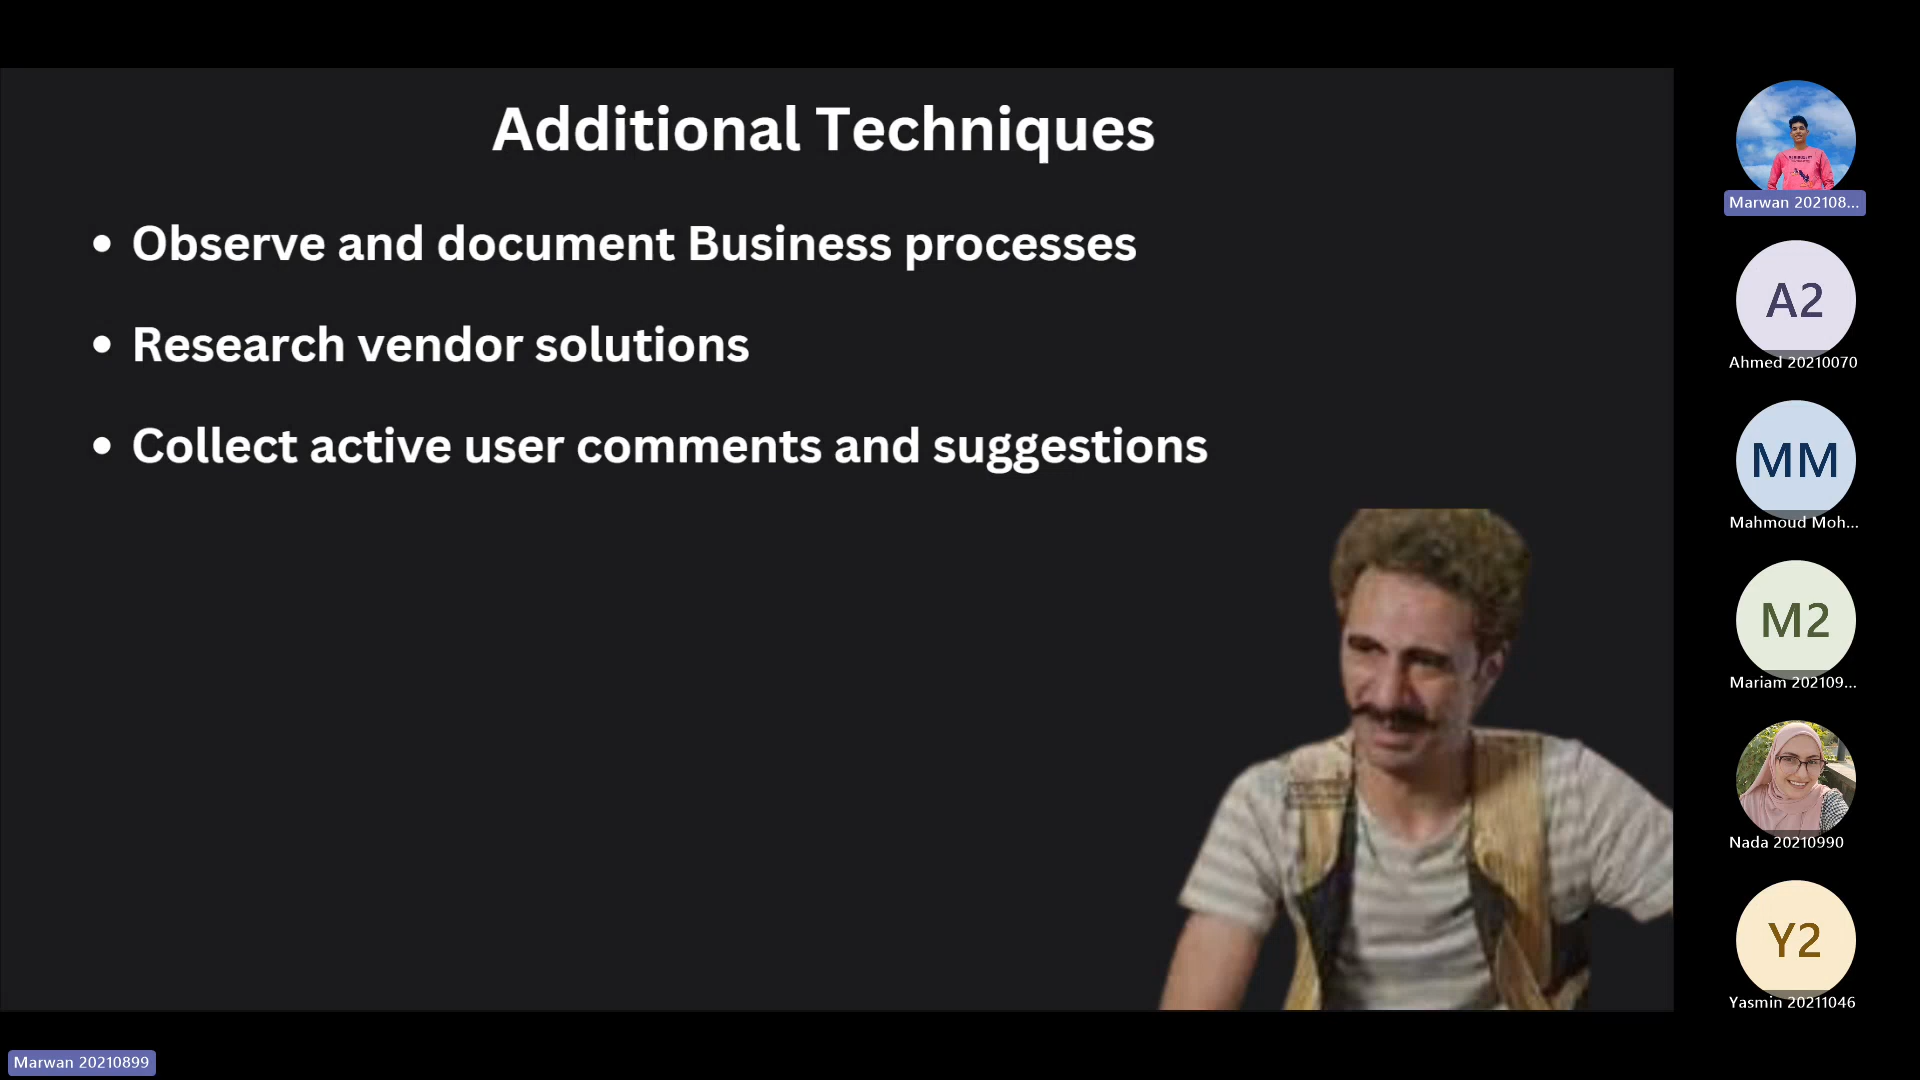 Additional Techniques
• Observe and document Business processes
• Research vendor solutions
• Collect active user comments and suggestions
Marwan 202108...
A2
Ahmed 20210070
MM
Mahmoud Moh...
M2
Mariam 202109...
Nada 20210990
Y2
Yasmin 20211046
Marwan 20210899